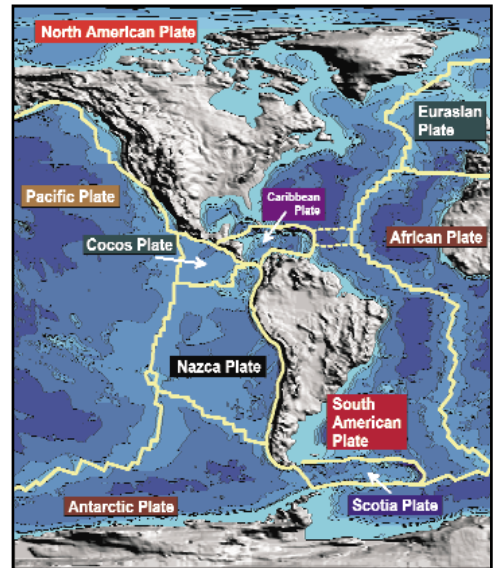 North American Plate
Eurasian
Plate
Pacific Plate
Caribbean
Plate
Cocos Plate
African Plate
Nazca Plate
South
American
Plate
Antarctic Plate
Scotia Plate